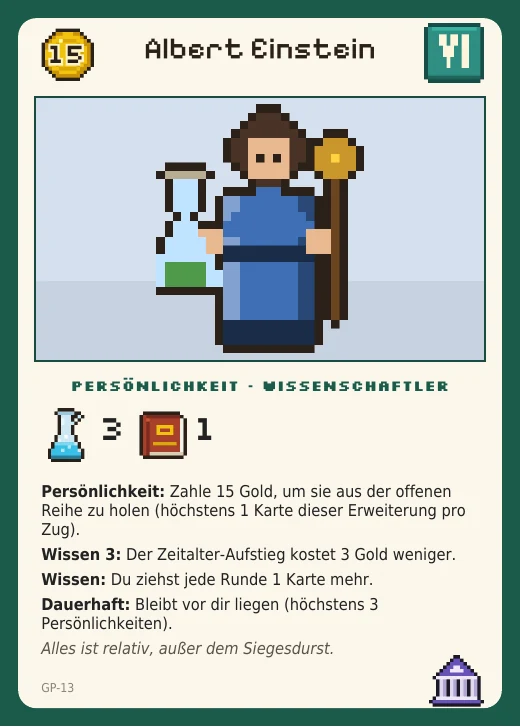 15
Albert Einstein
VI
PERSÖNLICHKEIT - WISSENSCHAFTLER
3 1
Persönlichkeit: Zahle 15 Gold, um sie aus der offenen
Reihe zu holen (höchstens 1 Karte dieser Erweiterung pro
Zug).
Wissen 3: Der Zeitalter-Aufstieg kostet 3 Gold weniger.
Wissen: Du ziehst jede Runde 1 Karte mehr.
Dauerhaft: Bleibt vor dir liegen (höchstens 3
Persönlichkeiten).
Alles ist relativ, außer dem Siegesdurst.
GP-13